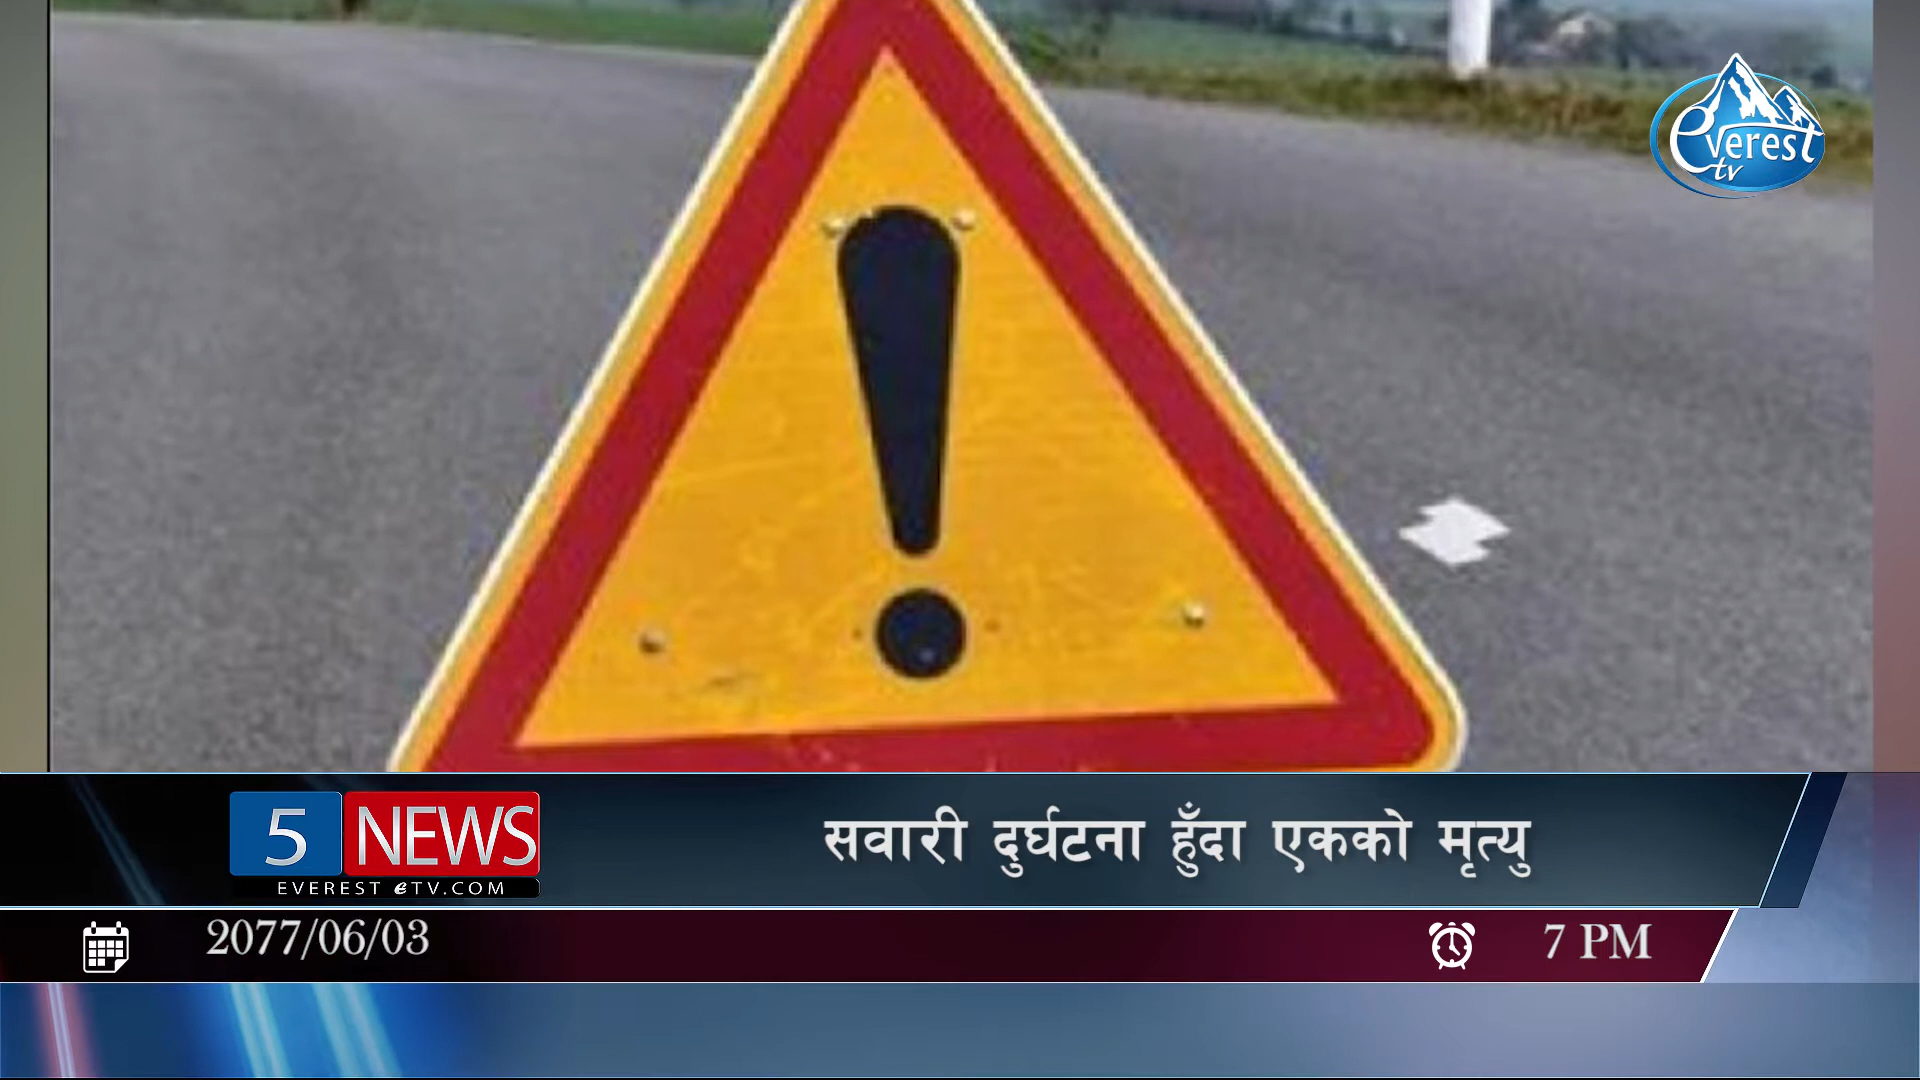 everest
tv
5 NEWS
EVEREST eTV.COM
सवारी दुर्घटना हुँदा एकको मृत्यु
2077/06/03
7 PM